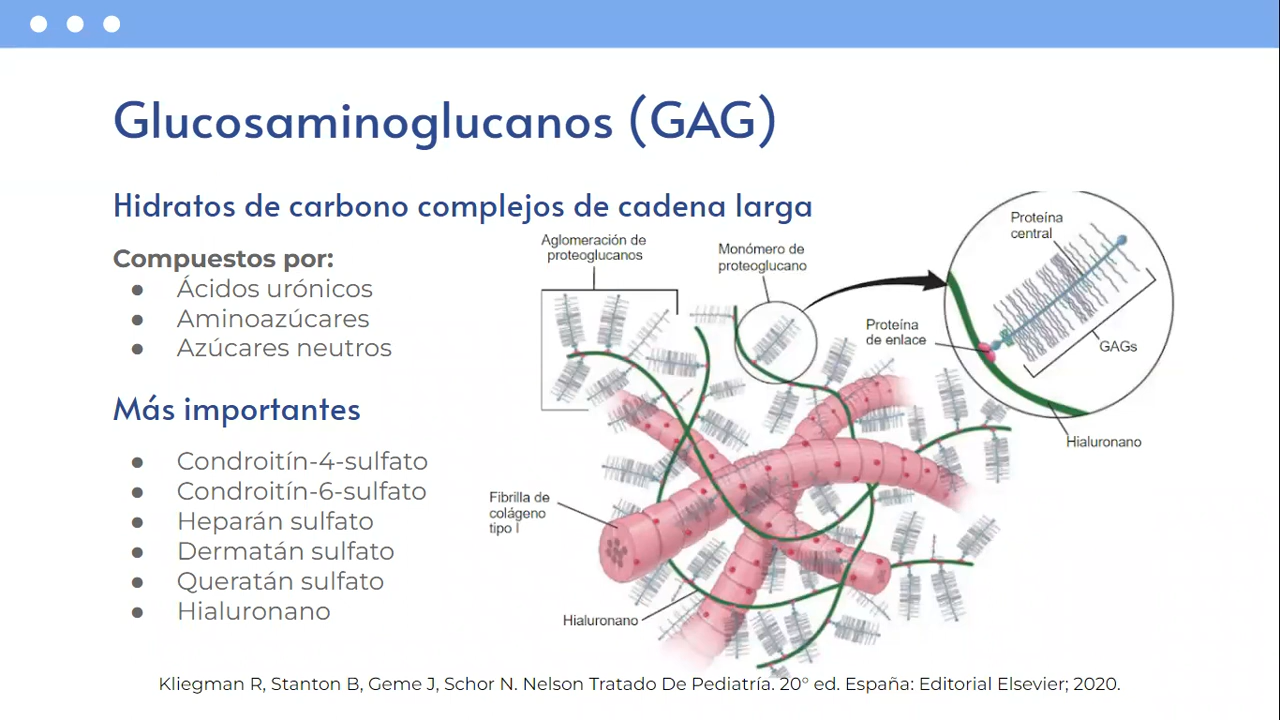 Glucosaminoglucanos (GAG)
Hidratos de carbono complejos de cadena larga
Compuestos por:
● Ácidos urónicos
● Aminoazúcares
● Azúcares neutros
Más importantes
● Condroitín-4-sulfato
● Condroitín-6-sulfato
● Heparán sulfato
● Dermatán sulfato
● Queratán sulfato
● Hialuronano
Aglomeración de
proteoglucanos
Monómero de
proteoglucano
Proteína
central
Proteína
de enlace
GAGs
Hialuronano
Fibrilla de
colágeno
tipo I
Hialuronano
Kliegman R, Stanton B, Geme J, Schor N. Nelson Tratado De Pediatría. 20° ed. España: Editorial Elsevier; 2020.